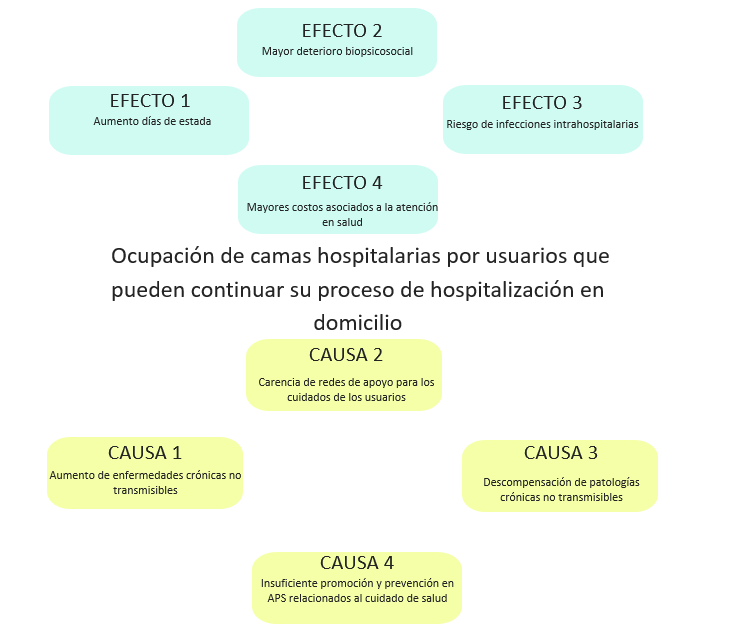 EFECTO 2
Mayor deterioro biopsicosocial
EFECTO 1
Aumento días de estada
EFECTO 3
Riesgo de infecciones intrahospitalarias
EFECTO 4
Mayores costos asociados a la atención
en salud
Ocupación de camas hospitalarias por usuarios que
pueden continuar su proceso de hospitalización en
domicilio
CAUSA 2
Carencia de redes de apoyo para los
cuidados de los usuarios
CAUSA 1
Aumento de enfermedades crónicas no
transmisibles
CAUSA 3
Descompensación de patologías
crónicas no transmisibles
CAUSA 4
Insuficiente promoción y prevención en
APS relacionados al cuidado de salud